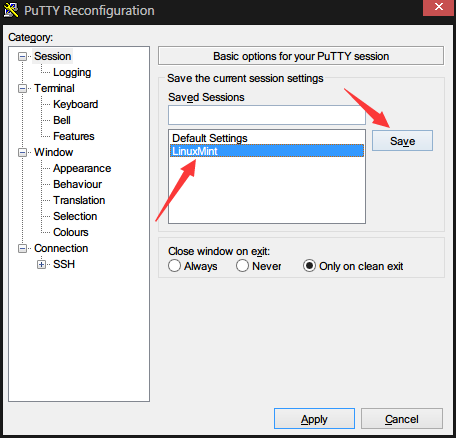 PuTTY Reconfiguration
Category:
Session
Logging
Terminal
Keyboard
Bell
Features
Window
Appearance
Behaviour
Translation
Selection
Colours
Connection
SSH
Basic options for your PuTTY session
Save the current session settings
Saved Sessions
Default Settings
LinuxMint
Save
Close window on exit:
Always Never Only on clean exit
Apply Cancel